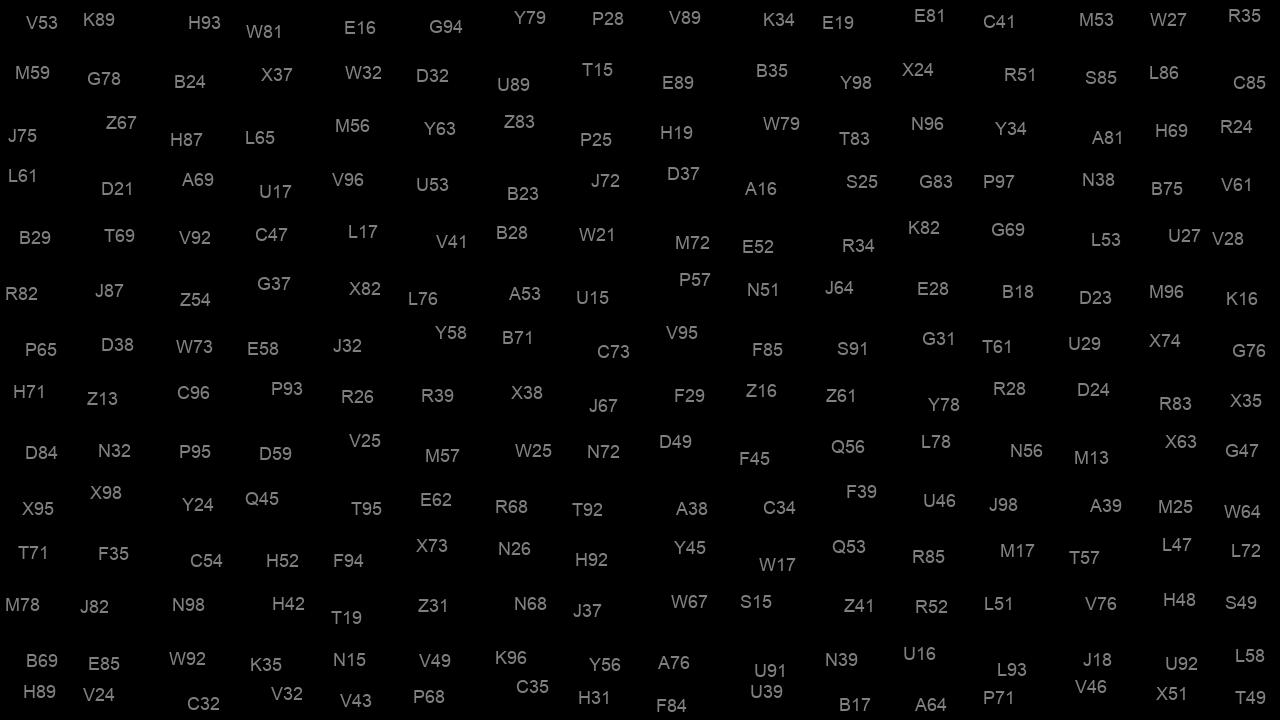 V53 K89 H93 W81 E16 G94 Y79 P28 V89 K34 E19 E81 C41 M53 W27 R35
M59 G78 B24 X37 W32 D32 U89 T15 E89 B35 Y98 X24 R51 S85 L86 C85
J75 Z67 H87 L65 M56 Y63 Z83 P25 H19 W79 T83 N96 Y34 A81 H69 R24
L61 D21 A69 U17 V96 U53 B23 J72 D37 A16 S25 G83 P97 N38 B75 V61
B29 T69 V92 C47 L17 V41 B28 W21 M72 E52 R34 K82 G69 L53 U27 V28
R82 J87 Z54 G37 X82 L76 A53 U15 P57 N51 J64 E28 B18 D23 M96 K16
P65 D38 W73 E58 J32 Y58 B71 C73 V95 F85 S91 G31 T61 U29 X74 G76
H71 Z13 C96 P93 R26 R39 X38 J67 F29 Z16 Z61 Y78 R28 D24 R83 X35
D84 N32 P95 D59 V25 M57 W25 N72 D49 F45 Q56 L78 N56 M13 X63 G47
X95 X98 Y24 Q45 T95 E62 R68 T92 A38 C34 F39 U46 J98 A39 M25 W64
T71 F35 C54 H52 F94 X73 N26 H92 Y45 W17 Q53 R85 M17 T57 L47 L72
M78 J82 N98 H42 T19 Z31 N68 J37 W67 S15 Z41 R52 L51 V76 H48 S49
B69 E85 W92 K35 N15 V49 K96 Y56 A76 U91 N39 U16 L93 J18 U92 L58
H89 V24 C32 V32 V43 P68 C35 H31 F84 U39 B17 A64 P71 V46 X51 T49